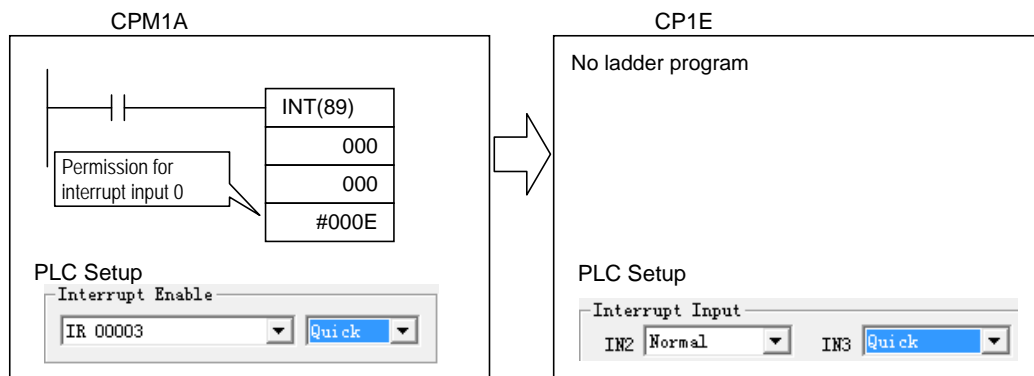 CPM1A
INT(89)
000
000
#000E
Permission for
interrupt input 0
PLC Setup
Interrupt Enable
IR 00003 Quick
CP1E
No ladder program
PLC Setup
Interrupt Input
IN2 Normal IN3 Quick